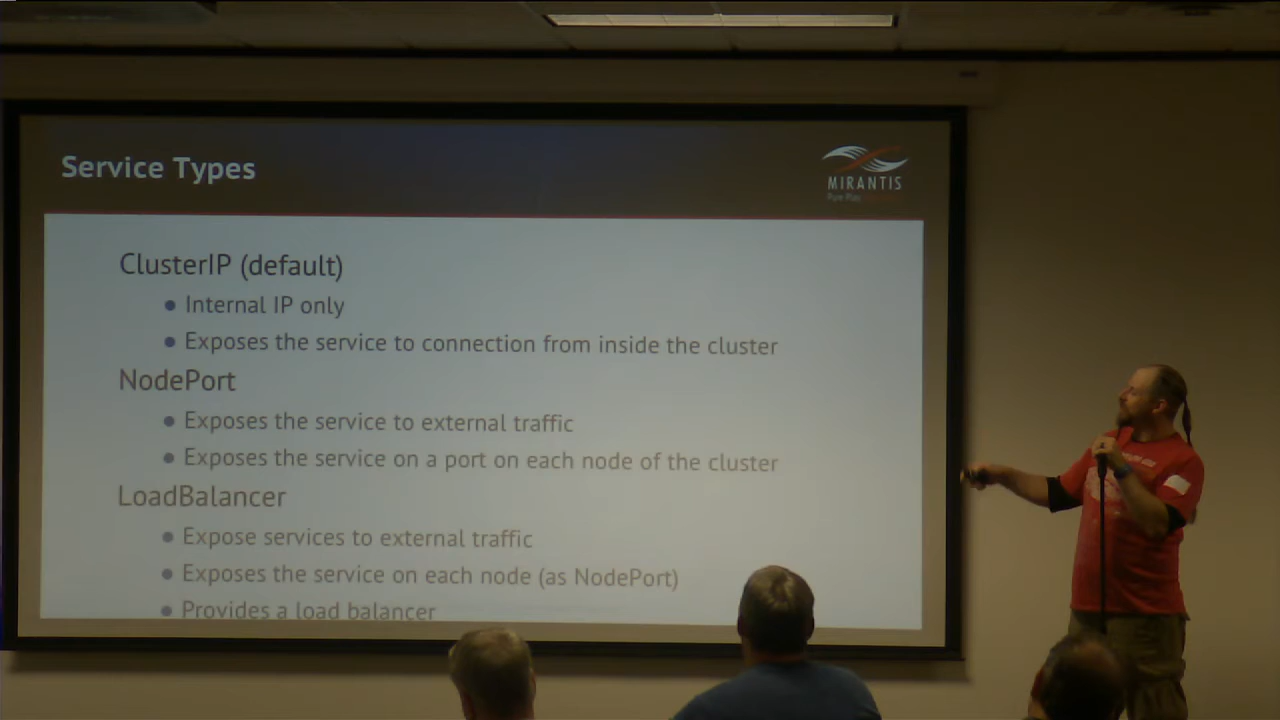 Service Types
MIRANTIS
Pure Play
ClusterIP (default)
Internal IP only
Exposes the service to connection from inside the cluster
NodePort
Exposes the service to external traffic
Exposes the service on a port on each node of the cluster
LoadBalancer
Expose services to external traffic
Exposes the service on each node (as NodePort)
Provides a load balancer